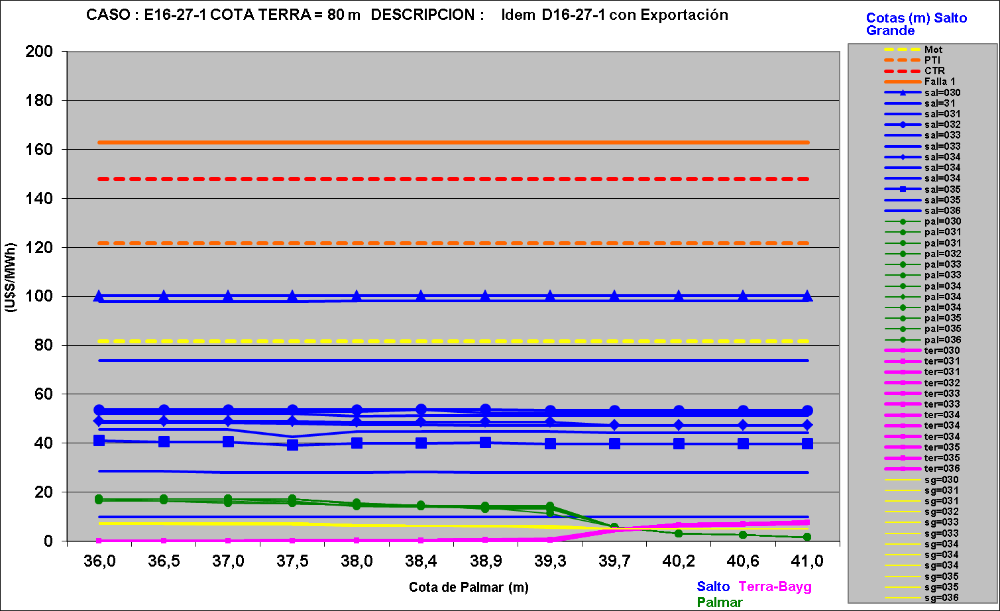 CASO : E16-27-1 COTA TERRA = 80 m DESCRIPCION : Idem D16-27-1 con Exportación
Cotas (m) Salto
Grande
200
180
160
140
120
100
80
60
40
20
0
(U$S/MWh)
36,0 36,5 37,0 37,5 38,0 38,4 38,9 39,3 39,7 40,2 40,6 41,0
Cota de Palmar (m)
Salto Terra-Bayg
Palmar
Mot
PTI
CTR
Falla 1
sal=030
sal=31
sal=031
sal=032
sal=033
sal=033
sal=034
sal=034
sal=034
sal=035
sal=035
sal=036
pal=030
pal=031
pal=031
pal=032
pal=033
pal=033
pal=034
pal=034
pal=034
pal=035
pal=035
pal=036
ter=030
ter=031
ter=031
ter=032
ter=033
ter=033
ter=034
ter=034
ter=034
ter=035
ter=035
ter=036
sg=030
sg=031
sg=031
sg=032
sg=033
sg=033
sg=034
sg=034
sg=034
sg=035
sg=035
sg=036